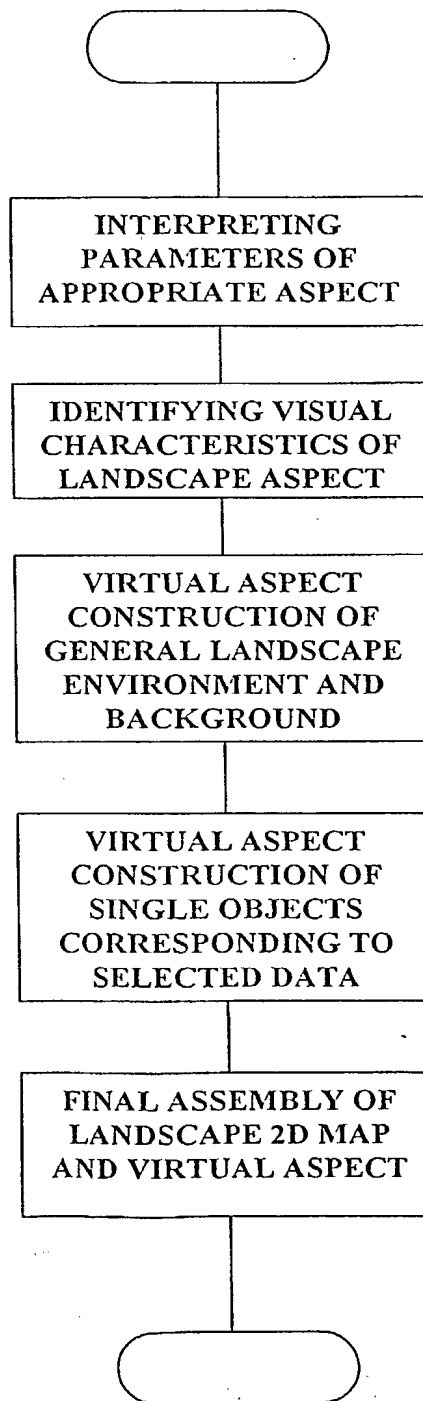 INTERPRETING
PARAMETERS OF
APPROPRIATE ASPECT
IDENTIFYING VISUAL
CHARACTERISTICS OF
LANDSCAPE ASPECT
VIRTUAL ASPECT
CONSTRUCTION OF
GENERAL LANDSCAPE
ENVIRONMENT AND
BACKGROUND
VIRTUAL ASPECT
CONSTRUCTION OF
SINGLE OBJECTS
CORRESPONDING TO
SELECTED DATA
FINAL ASSEMBLY OF
LANDSCAPE 2D MAP
AND VIRTUAL ASPECT